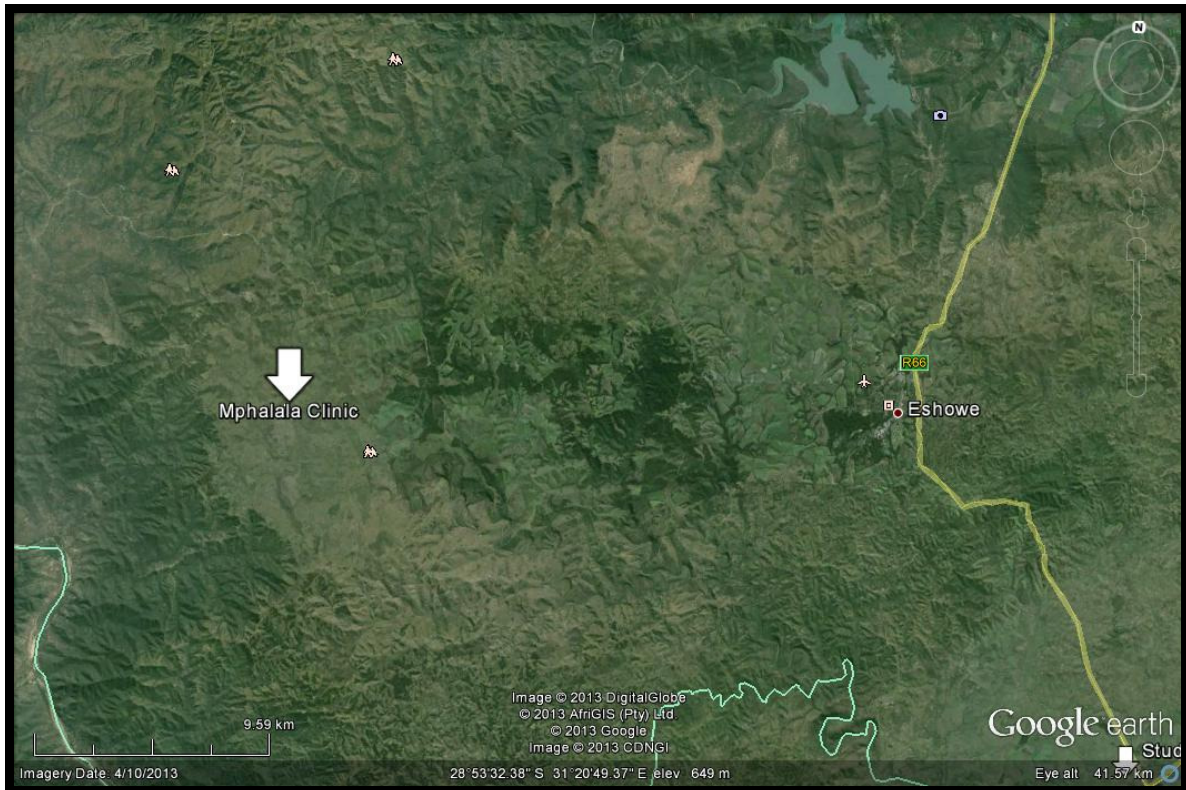 N
R66
Mphalala Clinic
Eshowe
Image © 2013 DigitalGlobe
© 2013 AfriGIS (Pty) Ltd.
© 2013 Google
Image © 2013 CDNGI
9.59 km
Google earth
Stud
Imagery Date: 4/10/2013
28°53'32.38" S 31°20'49.37" E elev 649 m
Eye alt 41.57 km